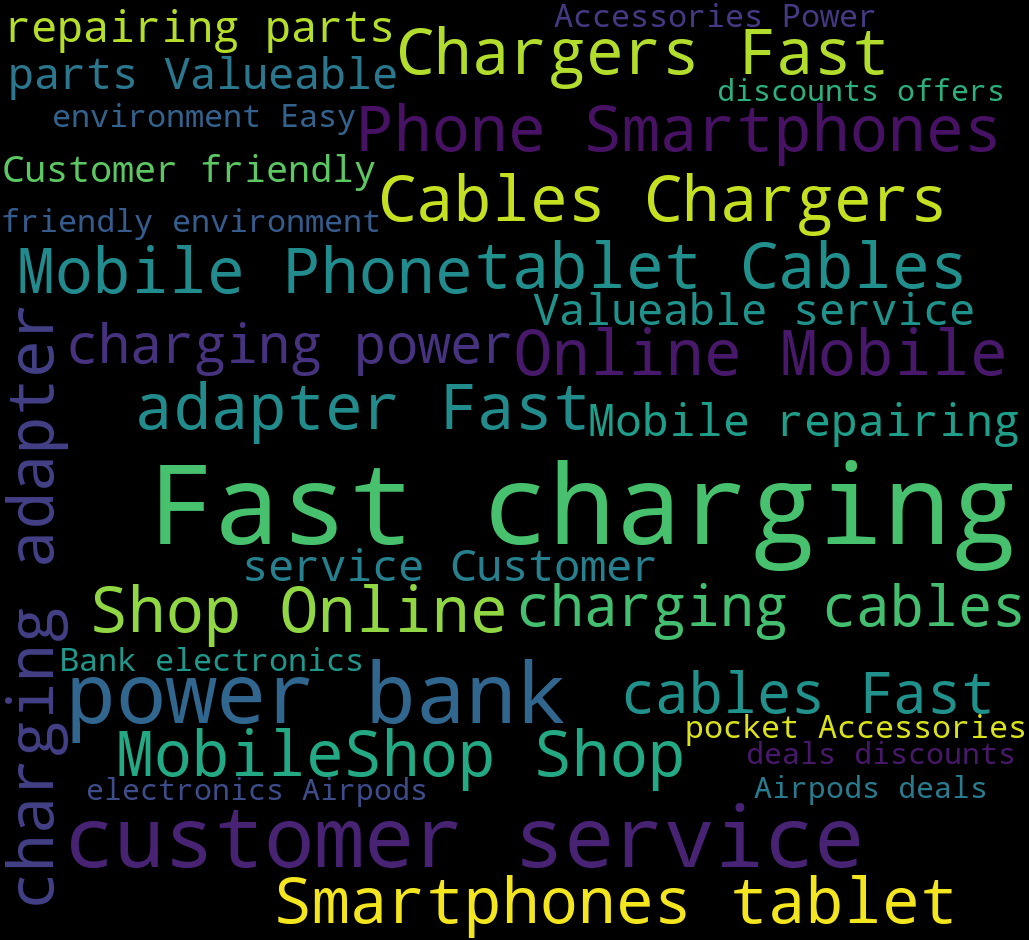 Accessories Power
repairing parts
Chargers Fast
parts Valueable
discounts offers
environment Easy
Phone Smartphones
Customer friendly
Cables Chargers
friendly environment
Mobile Phone
tablet Cables
Valueable service
charging power
Online Mobile
adapter Fast
Mobile repairing
Fast charging
service Customer
charging adapter
Shop Online
charging cables
Bank electronics
power bank
cables Fast
pocket Accessories
MobileShop Shop
deals discounts
electronics Airpods
Airpods deals
customer service
Smartphones tablet